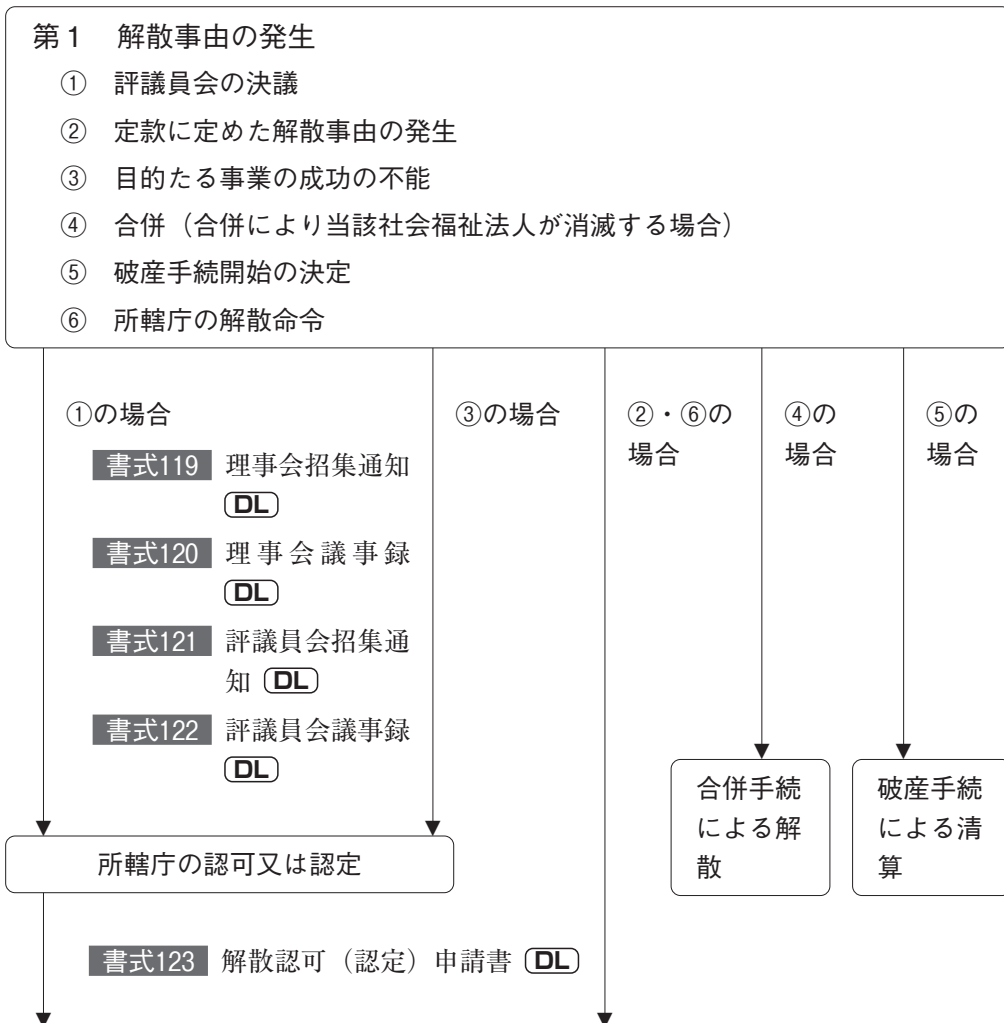 第1 解散事由の発生
① 評議員会の決議
② 定款に定めた解散事由の発生
③ 目的たる事業の成功の不能
④ 合併（合併により当該社会福祉法人が消滅する場合）
⑤ 破産手続開始の決定
⑥ 所轄庁の解散命令
①の場合
書式119 理事会招集通知
DL
書式120 理事会議事録
DL
書式121 評議員会招集通
知 DL
書式122 評議員会議事録
DL
③の場合
②・⑥の
場合
④の
場合
⑤の
場合
合併手続
による解
散
破産手続
による清
算
所轄庁の認可又は認定
書式123 解散認可（認定）申請書 DL